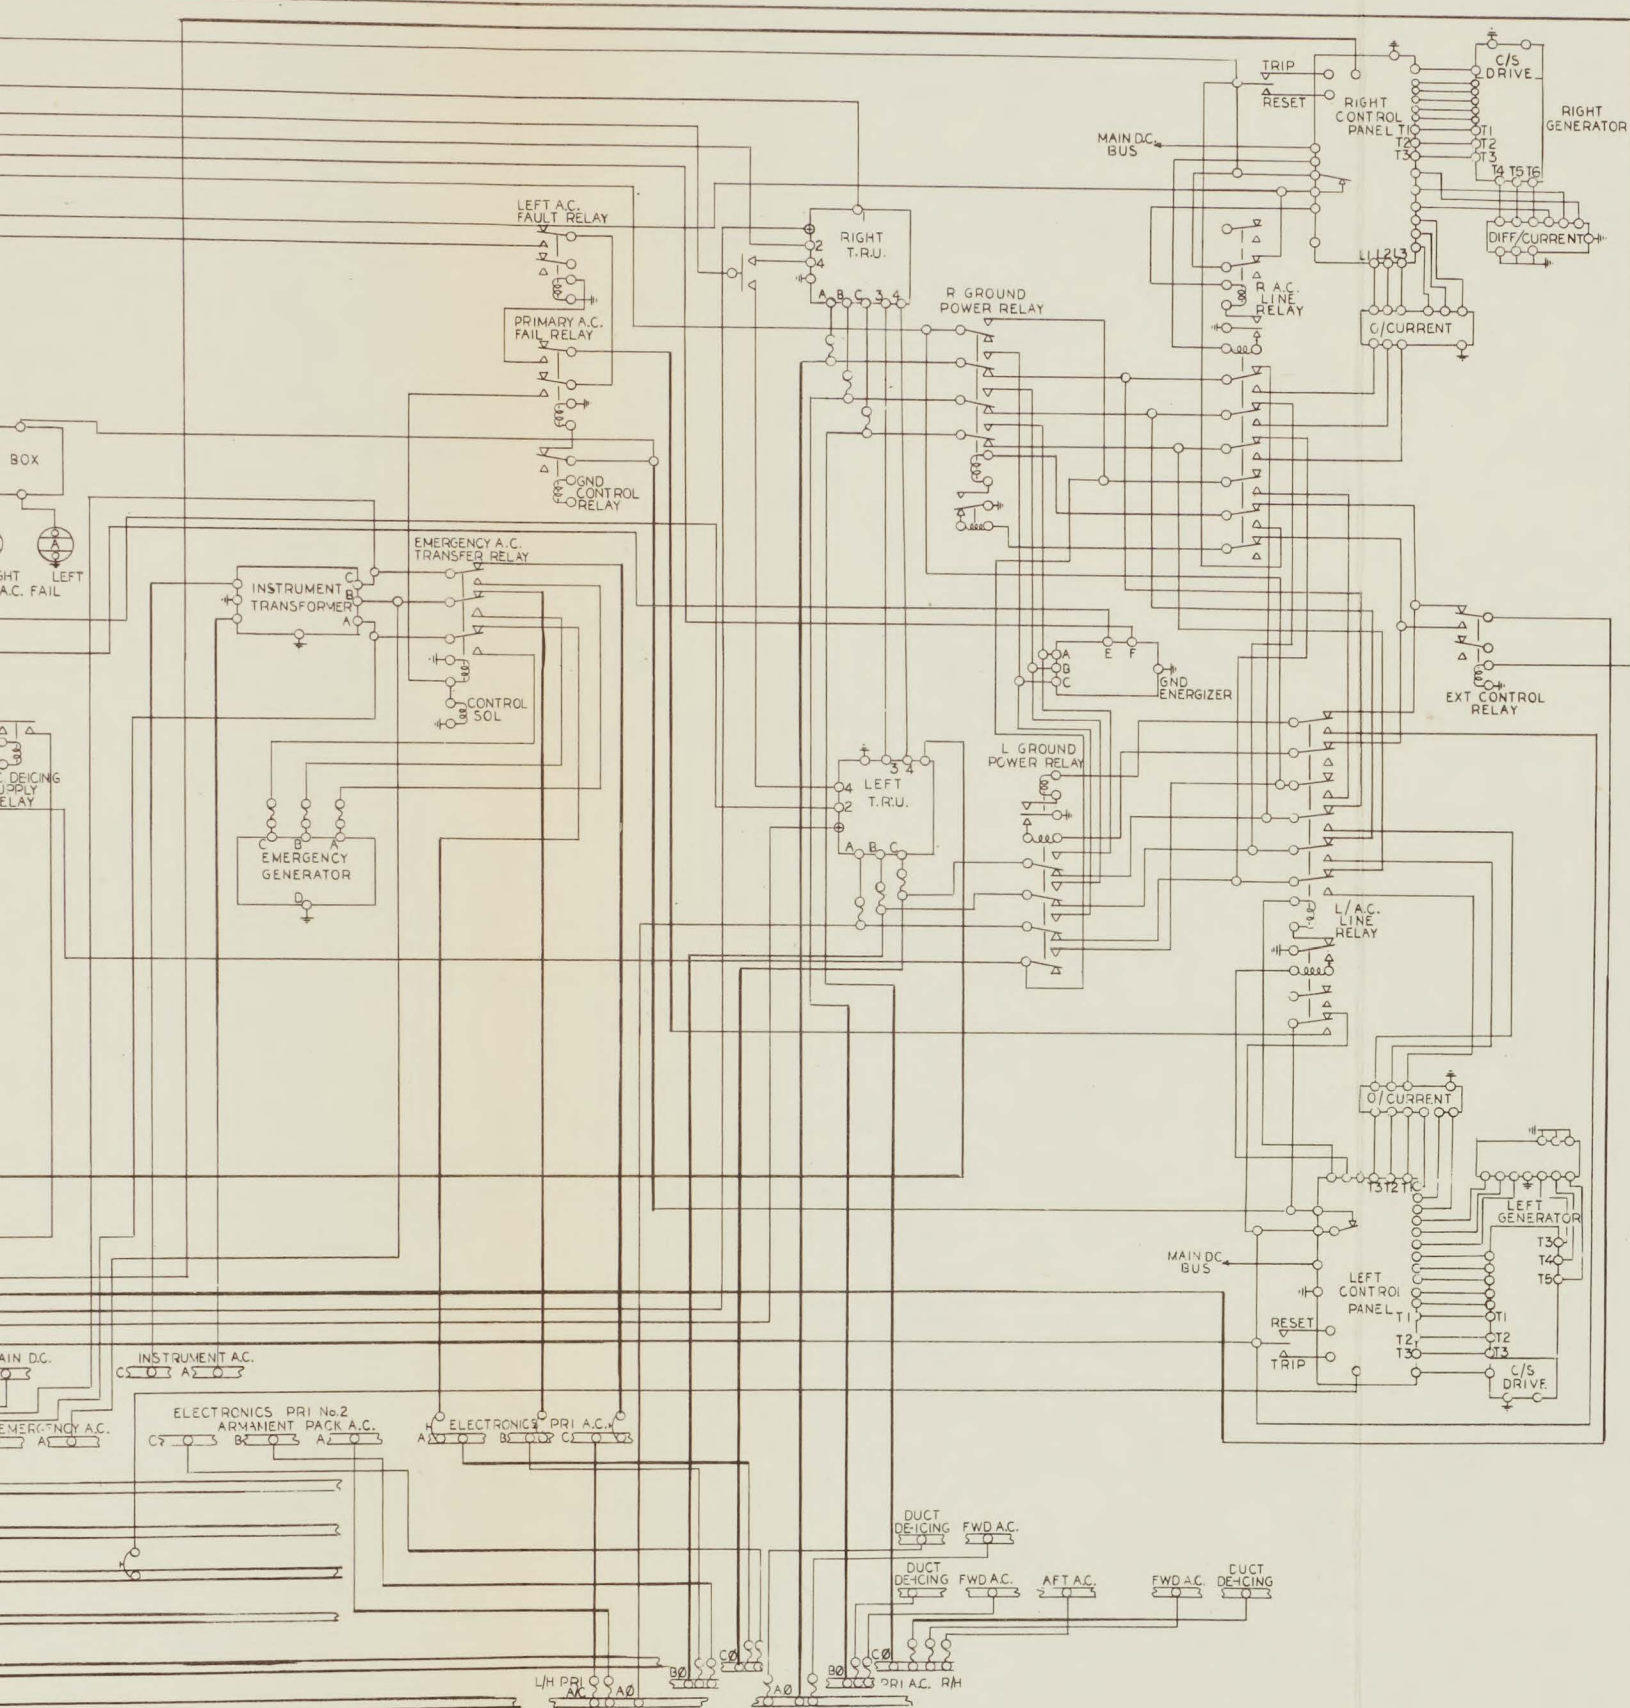 TRIP
RESET
RIGHT
CONTROL
PANEL T1
T2
T3
C/S
DRIVE
T1
T2
T3
T4 T5 T6
RIGHT
GENERATOR
MAIN D.C.
BUS
DIFF/CURRENT
L1 L2 L3
O/CURRENT
LEFT A.C.
FAULT RELAY
PRIMARY A.C.
FAIL RELAY
GND
CONTROL
RELAY
RIGHT
T.R.U.
2
4
A B C 3 4
R GROUND
POWER RELAY
R A.C.
LINE
RELAY
BOX
A
LEFT
A.C. FAIL
EMERGENCY A.C.
TRANSFER RELAY
INSTRUMENT
TRANSFORMER
C
B
A
CONTROL
SOL
E F
A
B
C
GND
ENERGIZER
EXT CONTROL
RELAY
DEICING
L GROUND
POWER RELAY
3 4
LEFT
T.R.U.
4
2
A B C
C B A
EMERGENCY
GENERATOR
D
L/A.C.
LINE
RELAY
O/CURRENT
T3 T2 T1
LEFT
GENERATOR
T3
T4
T5
MAIN DC
BUS
LEFT
CONTROL
PANEL T1
T2
T3
T1
T2
T3
RESET
TRIP
C/S
DRIVE
D.C.
INSTRUMENT A.C.
C A
EMERGENCY A.C.
A
ELECTRONICS PRI No.2
ARMAMENT PACK A.C.
C B A
ELECTRONICS PRI A.C.
A B C
DUCT
DE-ICING FWD A.C.
DUCT
DE-ICING FWD A.C. AFT A.C. FWD A.C. DUCT
DE-ICING
L/H PRI
A/C AØ
BØ
CØ
AØ
BØ
CØ
PRI A.C. R/H